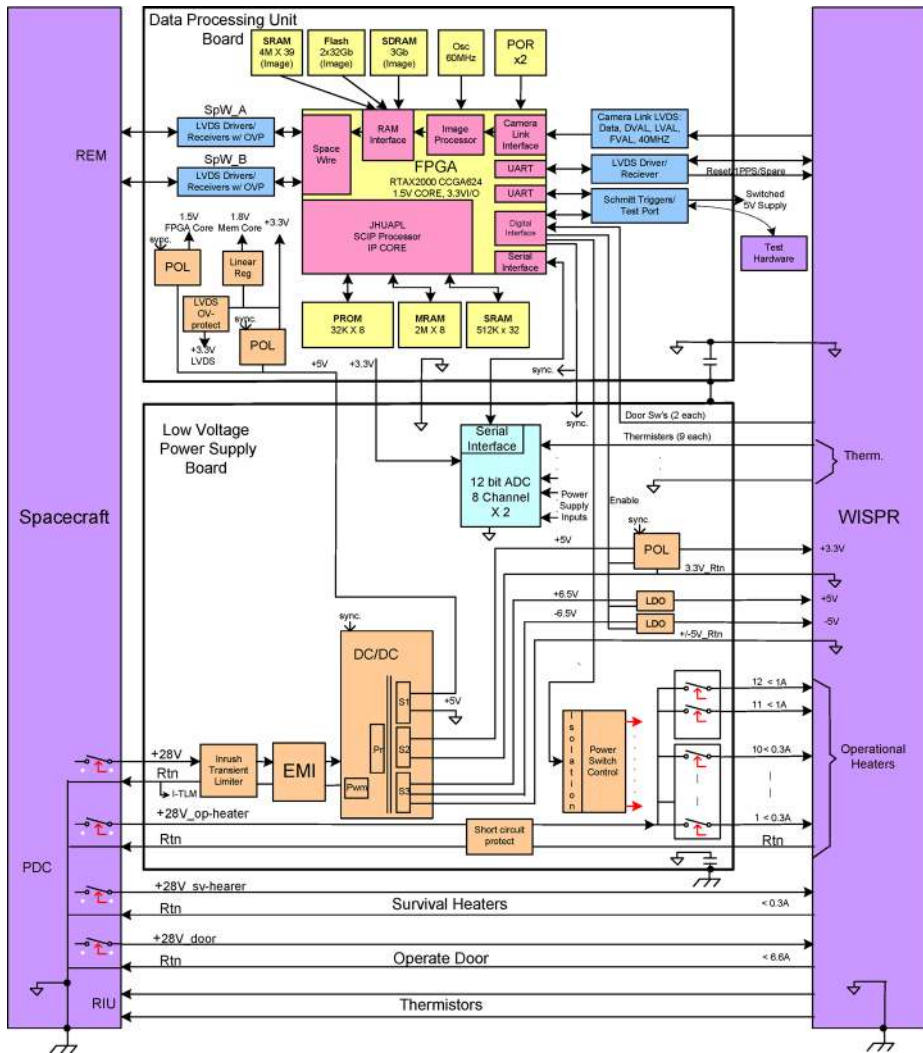 Data Processing Unit
Board
SRAM
4M X 39
(Image)
Flash
2x32Gb
(Image)
SDRAM
3Gb
(Image)
Osc
60MHz
POR
x2
SpW_A
LVDS Drivers/
Receivers w/ OVP
SpW_B
LVDS Drivers/
Receivers w/ OVP
REM
Space
Wire
RAM
Interface
Image
Processor
Camera
Link
Interface
FPGA
RTAX2000 CCGA624
1.5V CORE, 3.3VI/O
UART
UART
Digital
Interface
Serial
Interface
JHUAPL
SCIP Processor
IP CORE
Camera Link LVDS:
Data, DVAL, LVAL,
FVAL, 40MHZ
LVDS Driver/
Reciever
Reset/1PPS/Spare
Schmitt Triggers/
Test Port
Switched
5V Supply
Test
Hardware
1.5V
FPGA Core
1.8V
Mem Core
+3.3V
sync.
POL
Linear
Reg
LVDS
OV-
protect
sync.
POL
+3.3V
LVDS
PROM
32K X 8
MRAM
2M X 8
SRAM
512K x 32
+5V
+3.3V
sync.
sync.
Low Voltage
Power Supply
Board
Serial
Interface
12 bit ADC
8 Channel
X 2
Power
Supply
Inputs
Door Sw's (2 each)
Thermisters (9 each)
Therm.
Enable
Spacecraft
WISPR
sync.
+5V
POL
+3.3V
3.3V_Rtn
+6.5V
LDO
+5V
-6.5V
LDO
-5V
+/-5V_Rtn
sync.
DC/DC
S1
+5V
S2
Pr
S3
Pwm
Isolation
Power
Switch
Control
12 < 1A
11 < 1A
10< 0.3A
1 < 0.3A
Operational
Heaters
+28V
Rtn
I-TLM
Inrush
Transient
Limiter
EMI
+28V_op-heater
Rtn
Short circuit
protect
Rtn
PDC
+28V_sv-hearer
Rtn
Survival Heaters
< 0.3A
+28V_door
Rtn
Operate Door
< 6.6A
RIU
Thermistors